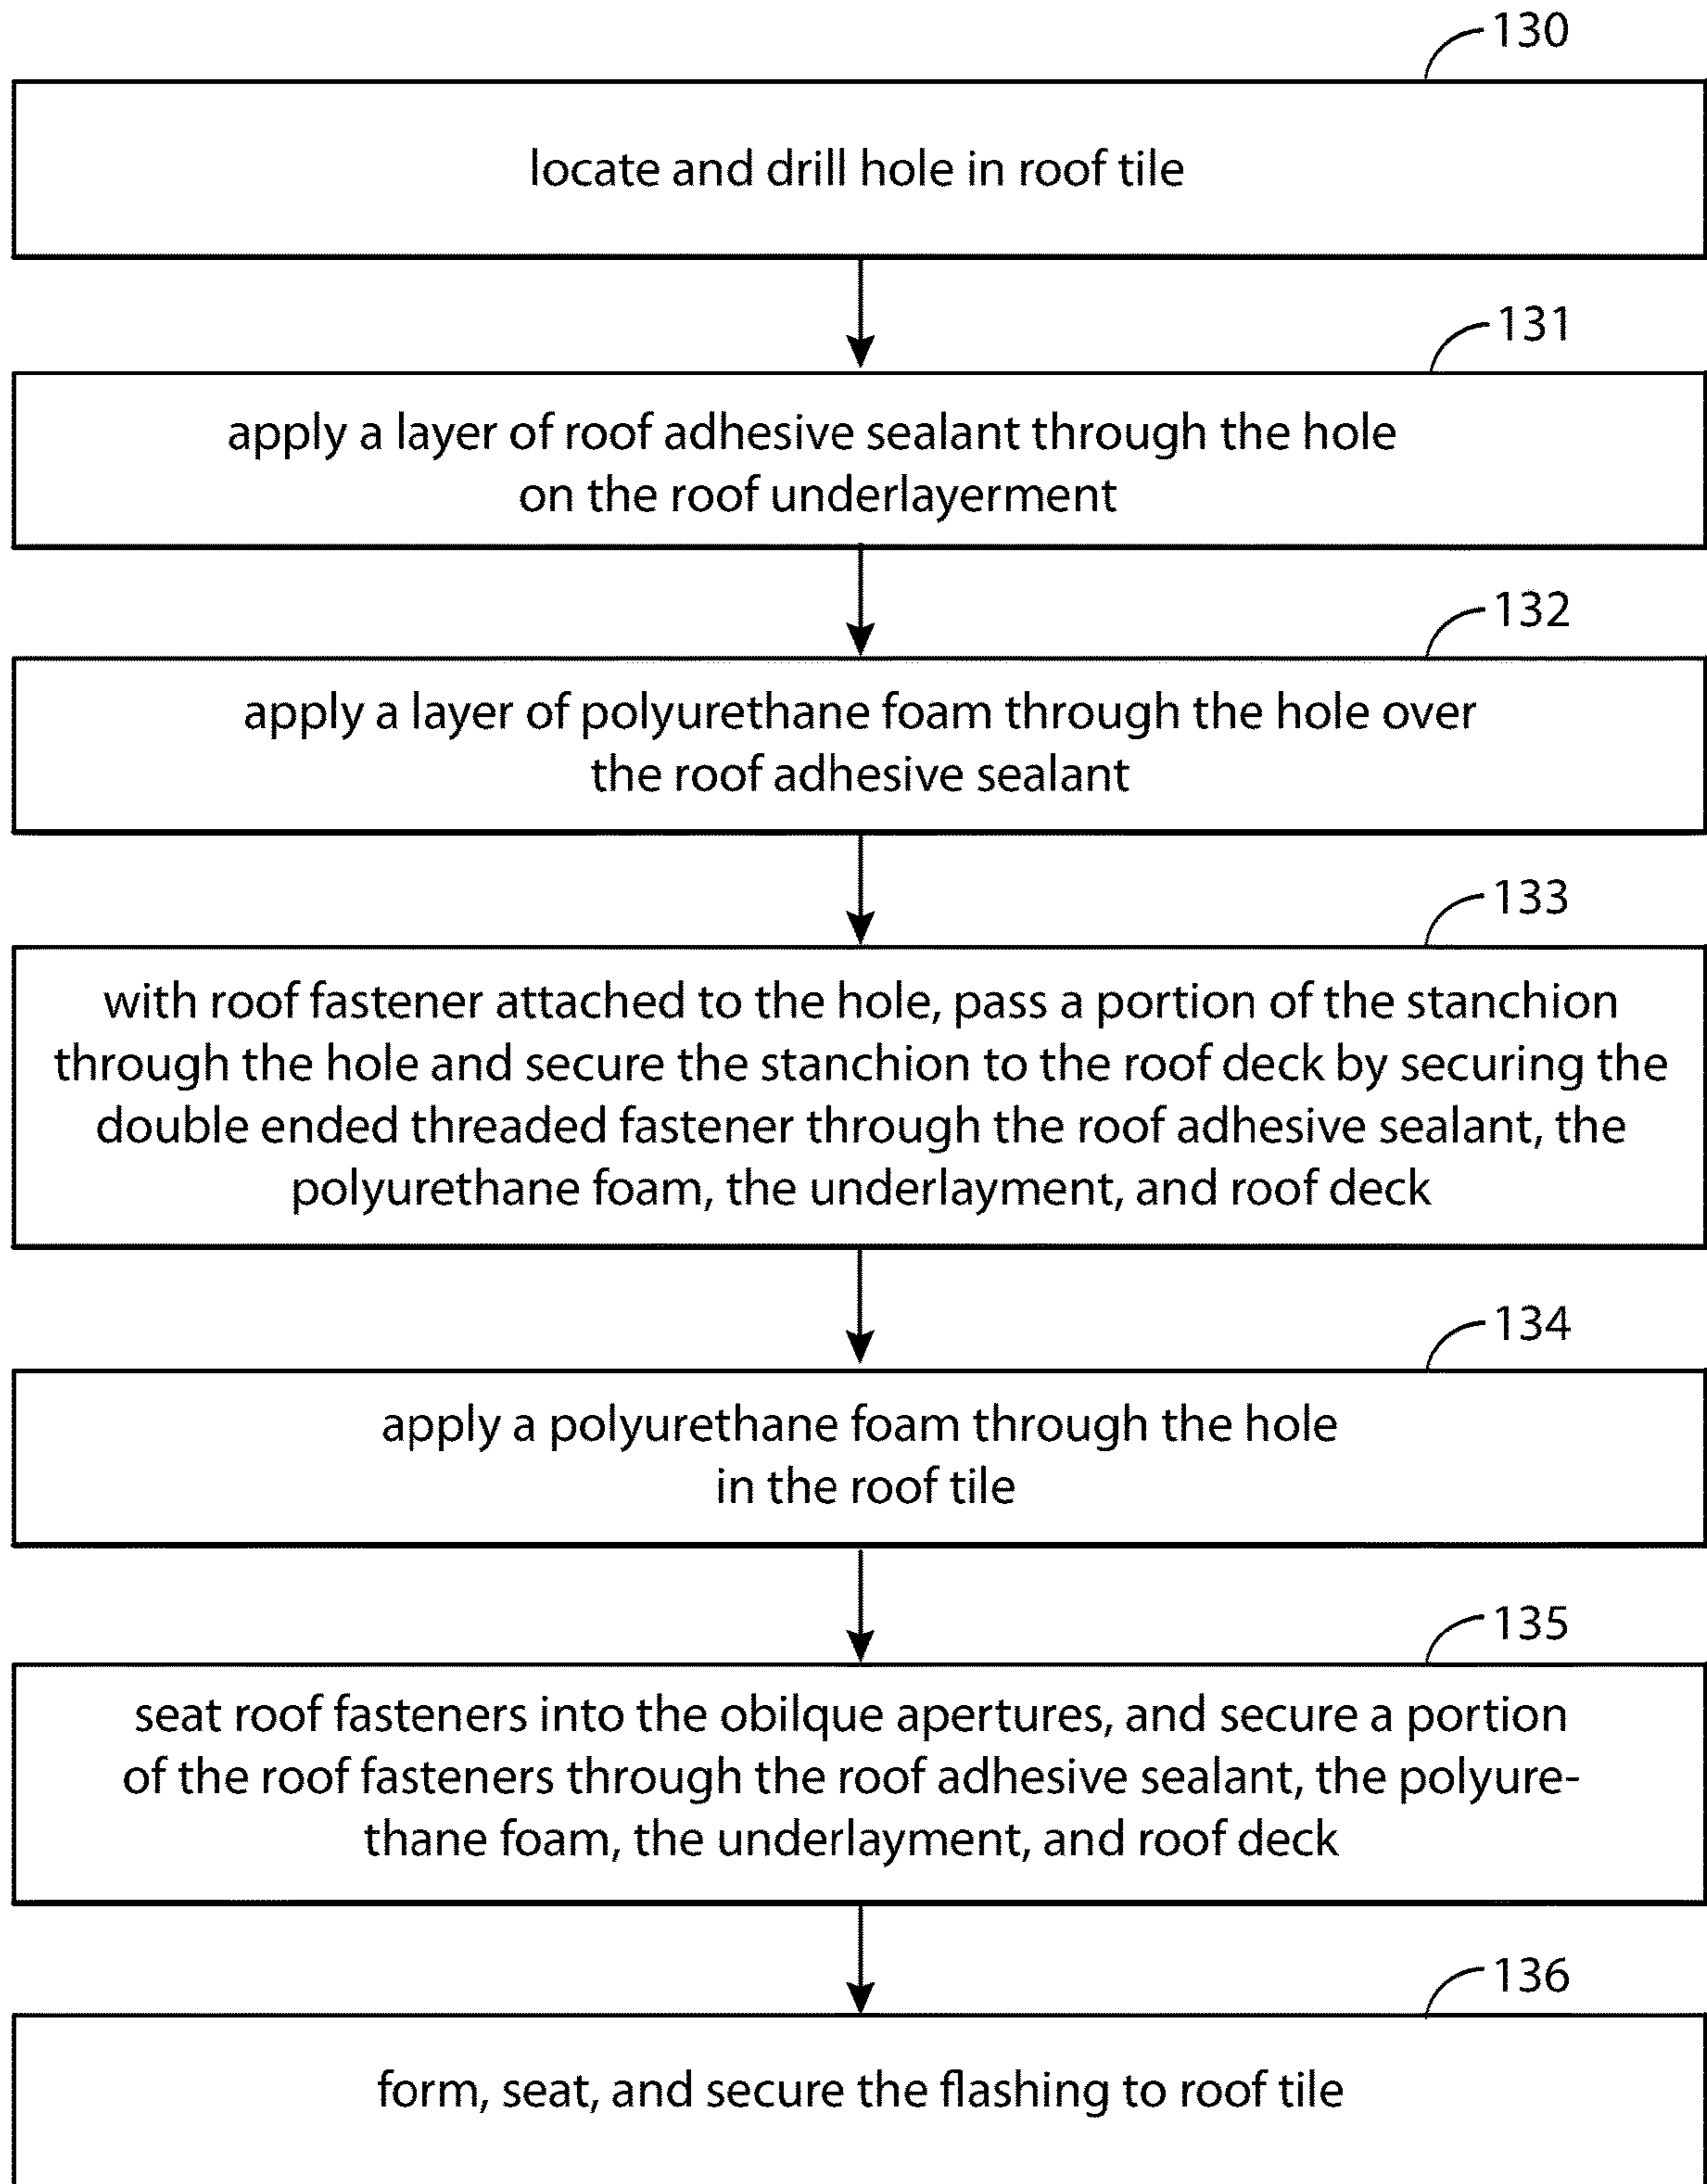 130
locate and drill hole in roof tile
131
apply a layer of roof adhesive sealant through the hole
on the roof underlayerment
132
apply a layer of polyurethane foam through the hole over
the roof adhesive sealant
133
with roof fastener attached to the hole, pass a portion of the stanchion
through the hole and secure the stanchion to the roof deck by securing the
double ended threaded fastener through the roof adhesive sealant, the
polyurethane foam, the underlayment, and roof deck
134
apply a polyurethane foam through the hole
in the roof tile
135
seat roof fasteners into the obilque apertures, and secure a portion
of the roof fasteners through the roof adhesive sealant, the polyure-
thane foam, the underlayment, and roof deck
136
form, seat, and secure the flashing to roof tile